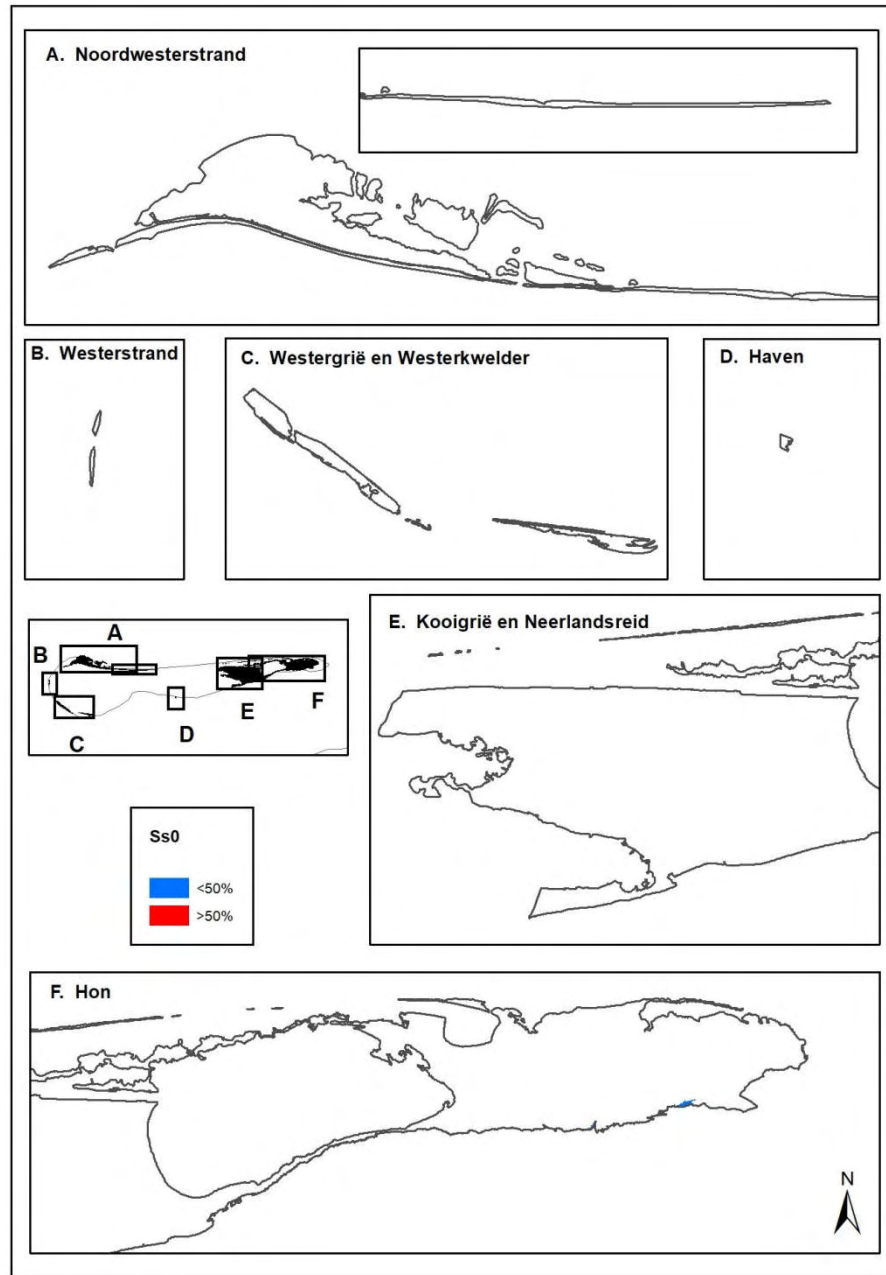 A. Noordwesterstrand
B. Westerstrand
C. Westergrië en Westerkwelder
D. Haven
A
B
C
D
E
F
E. Kooigrië en Neerlandsreid
Ss0
<50%
>50%
F. Hon
N